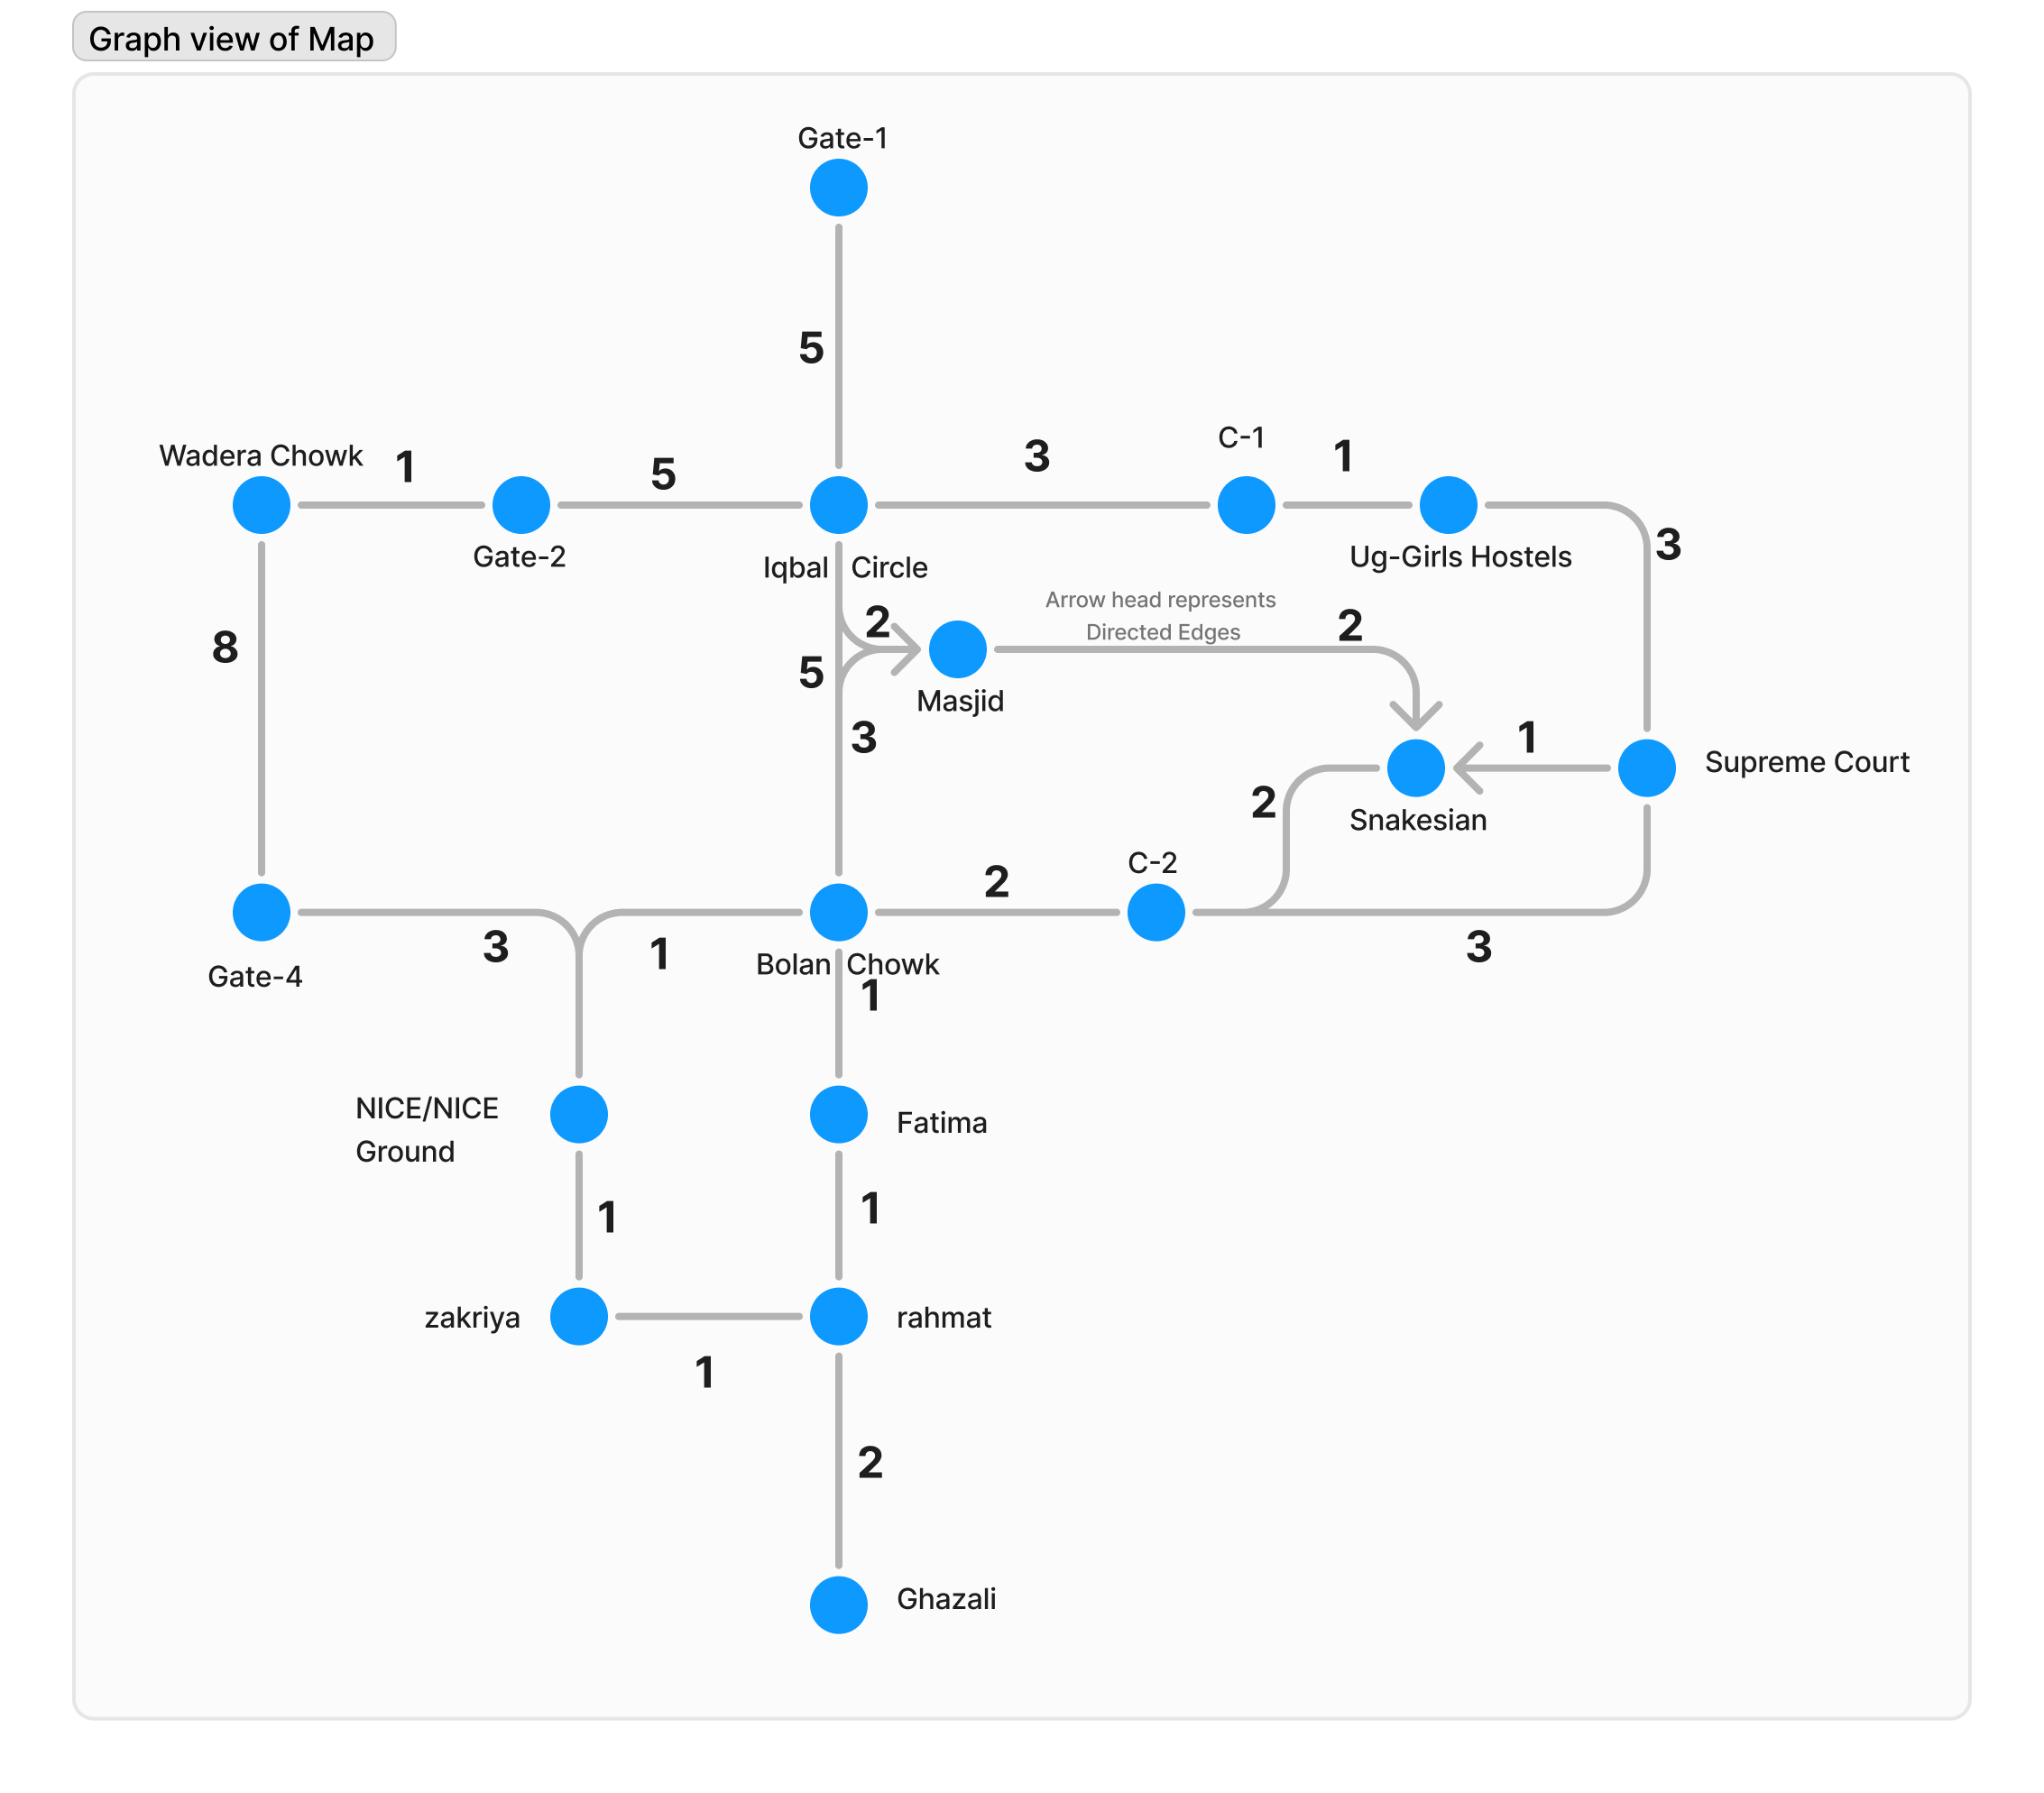 Graph view of Map
Gate-1
5
C-1
Wadera Chowk
1
5
3
1
Gate-2
Iqbal Circle
Ug-Girls Hostels
3
Arrow head represents
Directed Edges
2
2
8
5
Masjid
3
1
Supreme Court
2
Snakesian
C-2
2
Gate-4
3
1
Bolan Chowk
3
1
NICE/NICE
Ground
Fatima
1
1
zakriya
rahmat
1
2
Ghazali